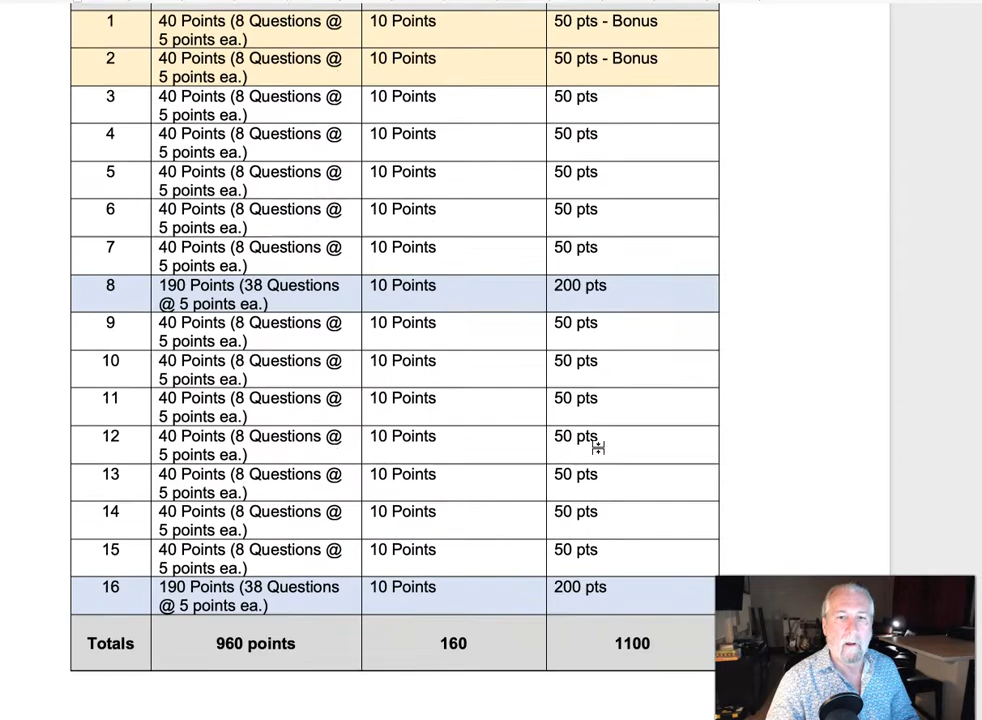 1 40 Points (8 Questions @ 10 Points 50 pts - Bonus
5 points ea.)
2 40 Points (8 Questions @ 10 Points 50 pts - Bonus
5 points ea.)
3 40 Points (8 Questions @ 10 Points 50 pts
5 points ea.)
4 40 Points (8 Questions @ 10 Points 50 pts
5 points ea.)
5 40 Points (8 Questions @ 10 Points 50 pts
5 points ea.)
6 40 Points (8 Questions @ 10 Points 50 pts
5 points ea.)
7 40 Points (8 Questions @ 10 Points 50 pts
5 points ea.)
8 190 Points (38 Questions 10 Points 200 pts
@ 5 points ea.)
9 40 Points (8 Questions @ 10 Points 50 pts
5 points ea.)
10 40 Points (8 Questions @ 10 Points 50 pts
5 points ea.)
11 40 Points (8 Questions @ 10 Points 50 pts
5 points ea.)
12 40 Points (8 Questions @ 10 Points 50 pts
5 points ea.)
13 40 Points (8 Questions @ 10 Points 50 pts
5 points ea.)
14 40 Points (8 Questions @ 10 Points 50 pts
5 points ea.)
15 40 Points (8 Questions @ 10 Points 50 pts
5 points ea.)
16 190 Points (38 Questions 10 Points 200 pts
@ 5 points ea.)
Totals 960 points 160 1100